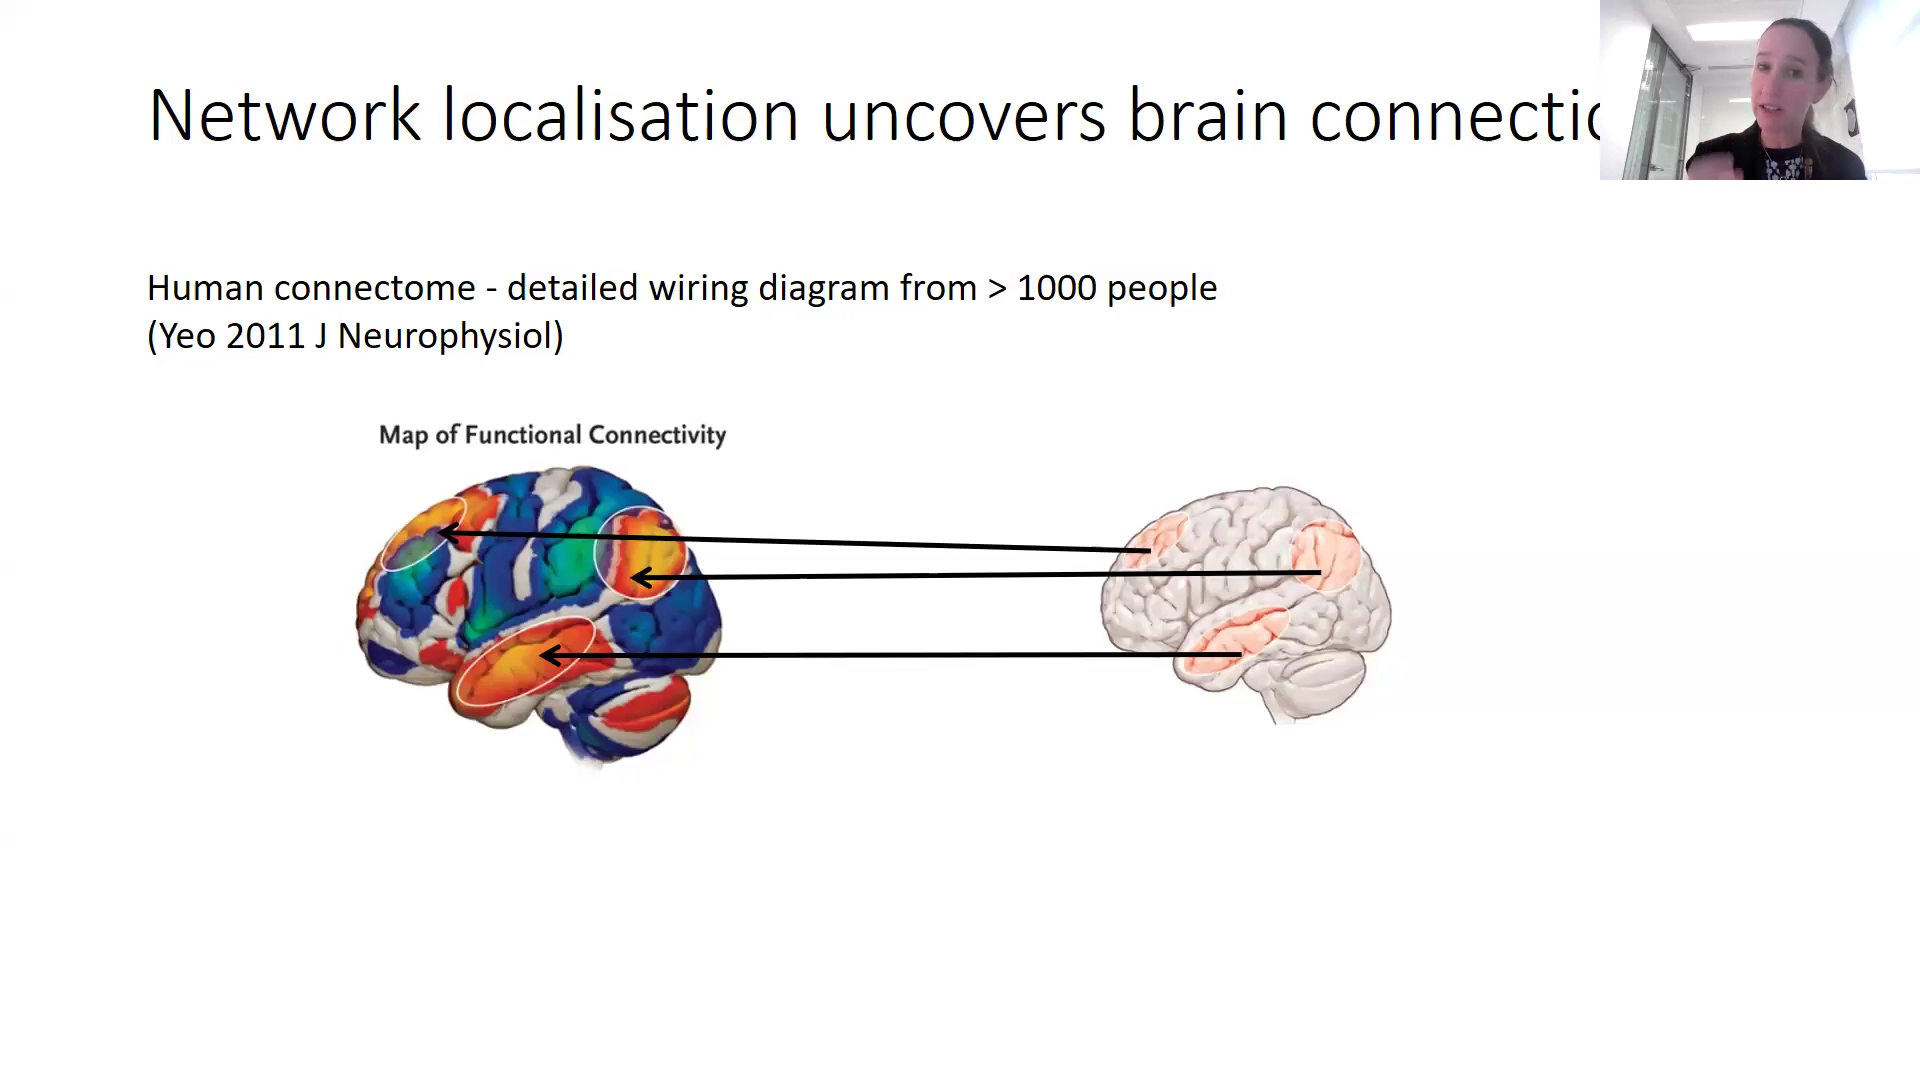 Network localisation uncovers brain connectio
Human connectome - detailed wiring diagram from > 1000 people
(Yeo 2011 J Neurophysiol)
Map of Functional Connectivity